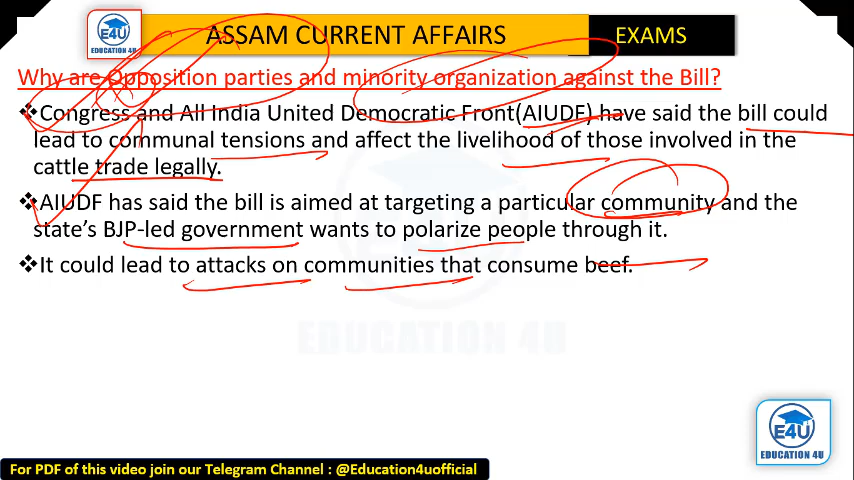 E4U
EDUCATION 4U
ASSAM CURRENT AFFAIRS
EXAMS
Why are Opposition parties and minority organization against the Bill?
❖Congress and All India United Democratic Front(AIUDF) have said the bill could
lead to communal tensions and affect the livelihood of those involved in the
cattle trade legally.
❖AIUDF has said the bill is aimed at targeting a particular community and the
state's BJP-led government wants to polarize people through it.
❖It could lead to attacks on communities that consume beef.
EDUCATION 4U
E4U
EDUCATION 4U
For PDF of this video join our Telegram Channel : @Education4uofficial